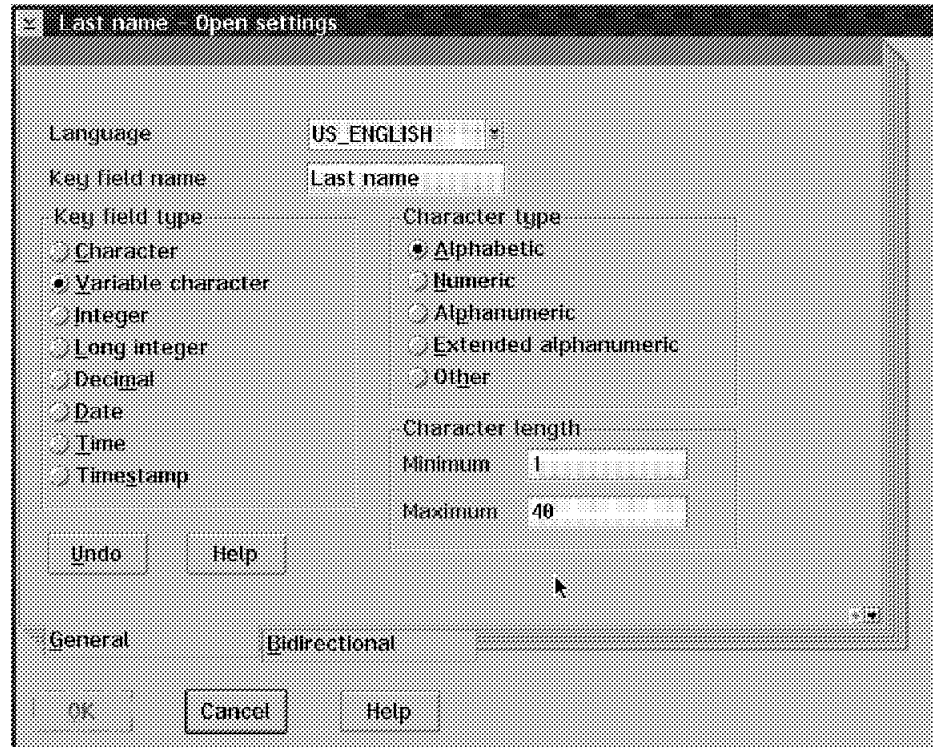 Last name - Open settings
Language US_ENGLISH
Key field name Last name
Key field type
Character
Variable character
Integer
Long integer
Decimal
Date
Time
Timestamp
Character type
Alphabetic
Numeric
Alphanumeric
Extended alphanumeric
Other
Character length
Minimum 1
Maximum 40
Undo Help
General Bidirectional
OK Cancel Help